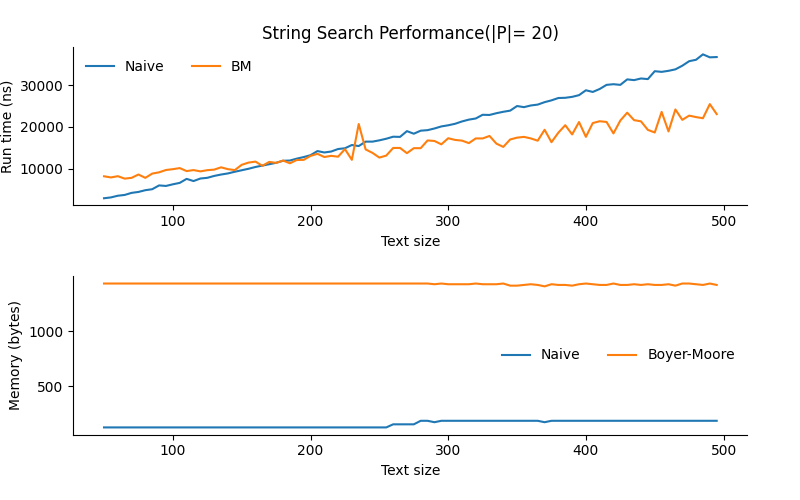 String Search Performance(|P|= 20)
Naive
BM
Run time (ns)
30000
20000
10000
100
200
300
400
500
Text size
Memory (bytes)
1000
500
Naive
Boyer-Moore
100
200
300
400
500
Text size